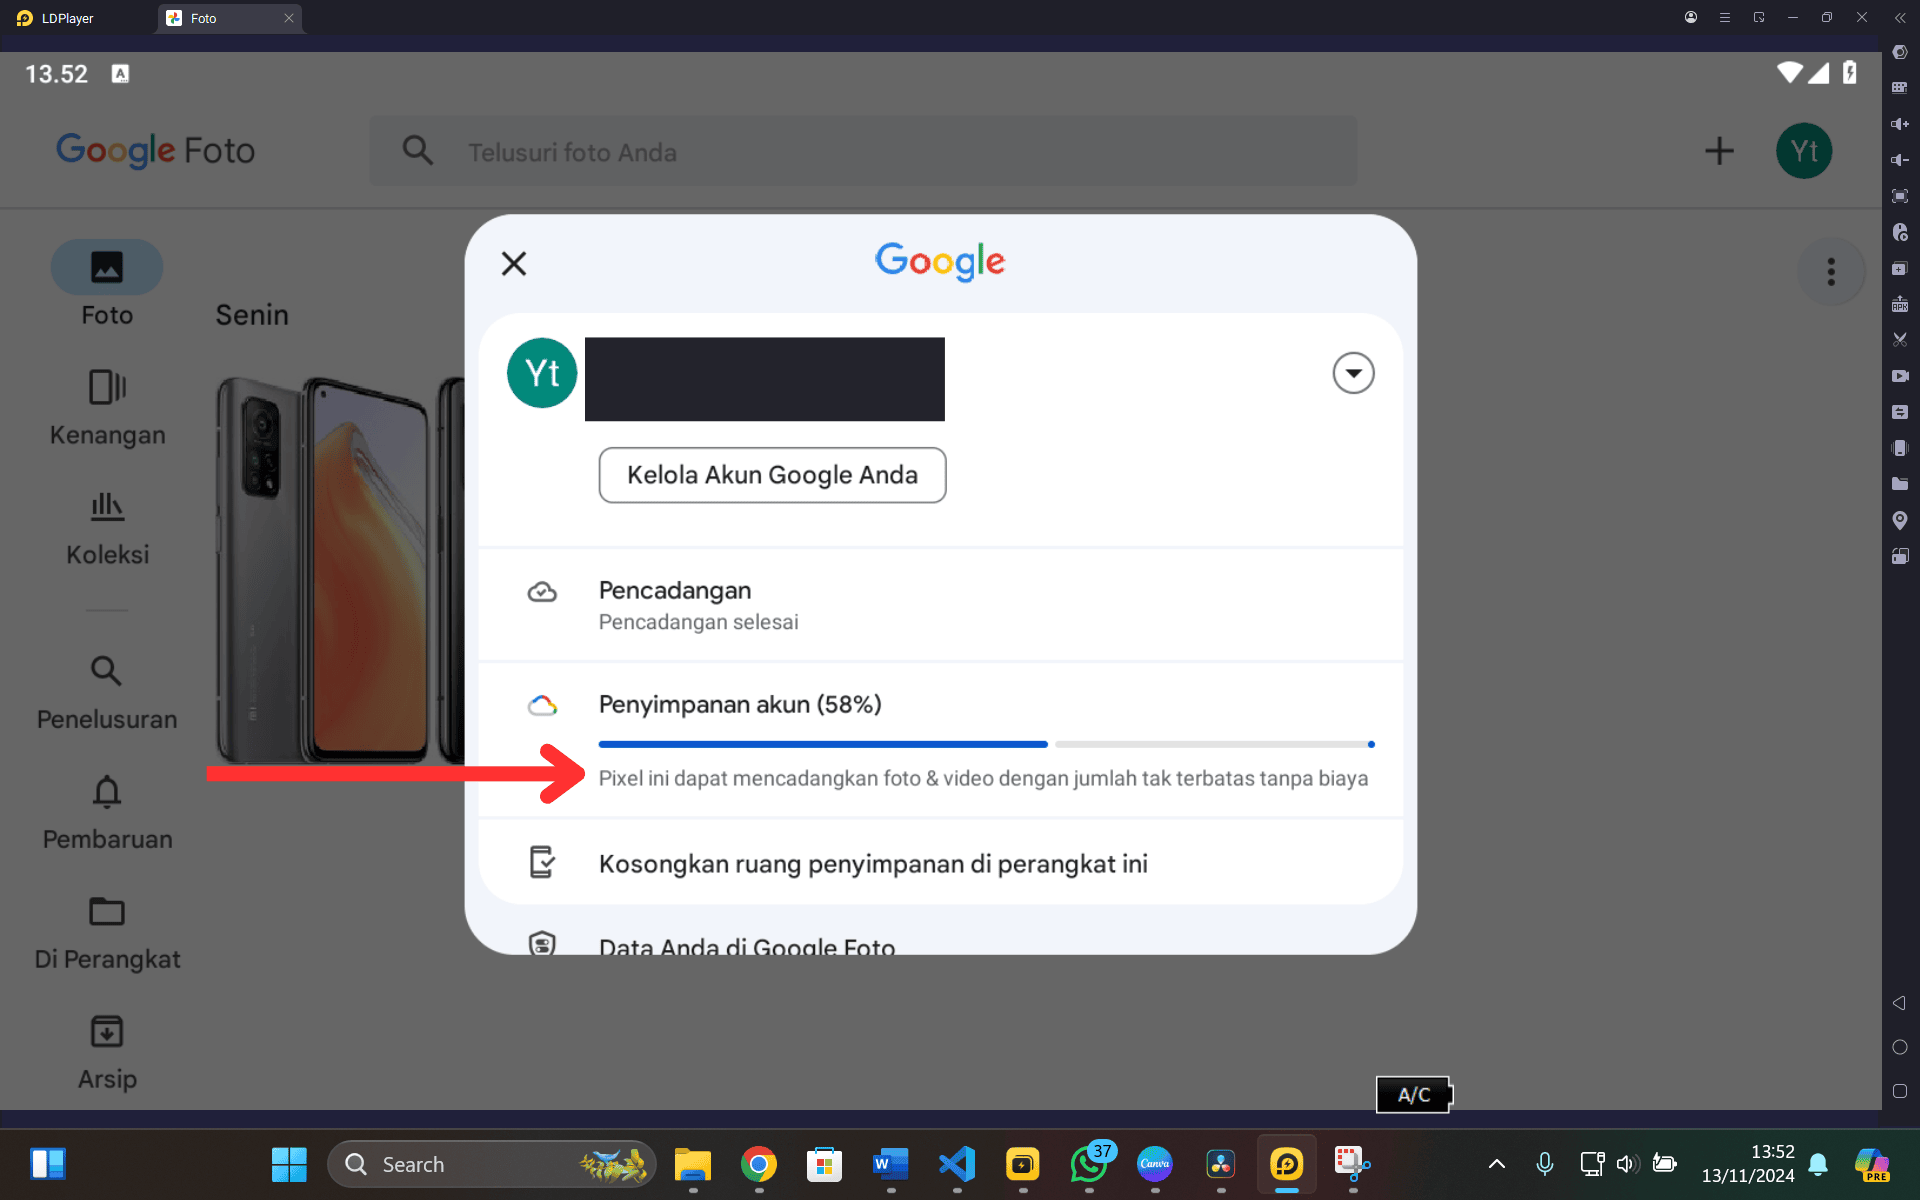 LDPlayer
Foto
13.52
A
Google Foto
Telusuri foto Anda
Yt
Foto
Kenangan
Koleksi
Penelusuran
Pembaruan
Di Perangkat
Arsip
Senin
Google
Yt
Kelola Akun Google Anda
Pencadangan
Pencadangan selesai
Penyimpanan akun (58%)
Pixel ini dapat mencadangkan foto & video dengan jumlah tak terbatas tanpa biaya
Kosongkan ruang penyimpanan di perangkat ini
Data Anda di Google Foto
A/C
Search
W
37
Canva
13:52
13/11/2024
PRE